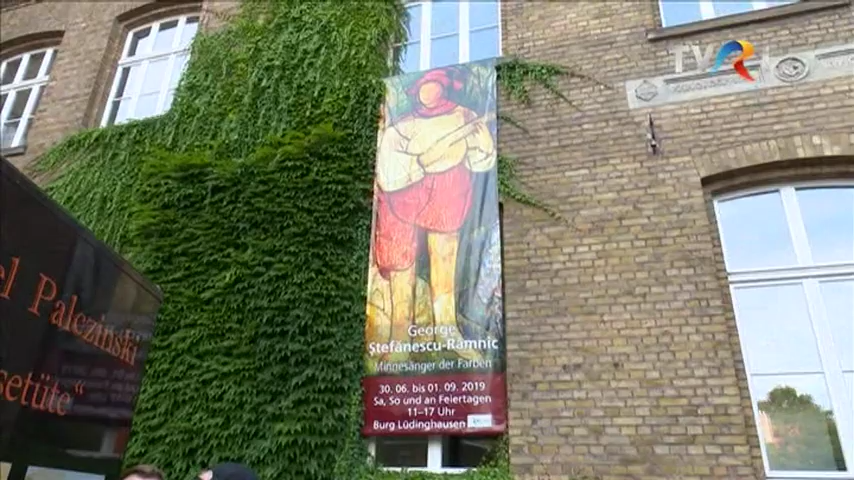 TVR
George
Ştefănescu-Râmnic
Minnesänger der Farben
30. 06. bis 01. 09. 2019
Sa, So und an Feiertagen
11–17 Uhr
Burg Lüdinghausen
el Palczinski
setüte“